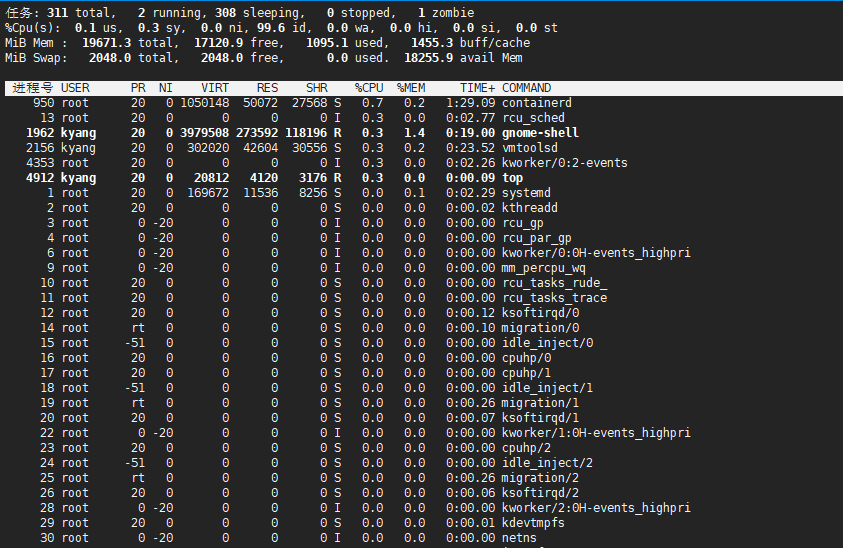 任务: 311 total,   2 running, 308 sleeping,   0 stopped,   1 zombie
%Cpu(s):  0.1 us,  0.3 sy,  0.0 ni, 99.6 id,  0.0 wa,  0.0 hi,  0.0 si,  0.0 st
MiB Mem :  19671.3 total,  17120.9 free,   1095.1 used,   1455.3 buff/cache
MiB Swap:   2048.0 total,   2048.0 free,      0.0 used.  18255.9 avail Mem
进程号 USER      PR  NI    VIRT    RES    SHR    %CPU  %MEM     TIME+ COMMAND
950 root      20   0 1050148  50072  27568 S   0.7   0.2   1:29.09 containerd
13 root      20   0       0      0      0 I   0.3   0.0   0:02.77 rcu_sched
1962 kyang     20   0 3979508 273592 118196 R   0.3   1.4   0:19.00 gnome-shell
2156 kyang     20   0  302020  42604  30556 S   0.3   0.2   0:23.52 vmtoolsd
4353 root      20   0       0      0      0 I   0.3   0.0   0:02.26 kworker/0:2-events
4912 kyang     20   0   20812   4120   3176 R   0.3   0.0   0:00.09 top
1 root      20   0  169672  11536   8256 S   0.0   0.1   0:02.29 systemd
2 root      20   0       0      0      0 S   0.0   0.0   0:00.02 kthreadd
3 root       0 -20       0      0      0 I   0.0   0.0   0:00.00 rcu_gp
4 root       0 -20       0      0      0 I   0.0   0.0   0:00.00 rcu_par_gp
6 root       0 -20       0      0      0 I   0.0   0.0   0:00.00 kworker/0:0H-events_highpri
9 root       0 -20       0      0      0 I   0.0   0.0   0:00.00 mm_percpu_wq
10 root      20   0       0      0      0 S   0.0   0.0   0:00.00 rcu_tasks_rude_
11 root      20   0       0      0      0 S   0.0   0.0   0:00.00 rcu_tasks_trace
12 root      20   0       0      0      0 S   0.0   0.0   0:00.12 ksoftirqd/0
14 root      rt   0       0      0      0 S   0.0   0.0   0:00.10 migration/0
15 root     -51   0       0      0      0 S   0.0   0.0   0:00.00 idle_inject/0
16 root      20   0       0      0      0 S   0.0   0.0   0:00.00 cpuhp/0
17 root      20   0       0      0      0 S   0.0   0.0   0:00.00 cpuhp/1
18 root     -51   0       0      0      0 S   0.0   0.0   0:00.00 idle_inject/1
19 root      rt   0       0      0      0 S   0.0   0.0   0:00.26 migration/1
20 root      20   0       0      0      0 S   0.0   0.0   0:00.07 ksoftirqd/1
22 root       0 -20       0      0      0 I   0.0   0.0   0:00.00 kworker/1:0H-events_highpri
23 root      20   0       0      0      0 S   0.0   0.0   0:00.00 cpuhp/2
24 root     -51   0       0      0      0 S   0.0   0.0   0:00.00 idle_inject/2
25 root      rt   0       0      0      0 S   0.0   0.0   0:00.26 migration/2
26 root      20   0       0      0      0 S   0.0   0.0   0:00.06 ksoftirqd/2
28 root       0 -20       0      0      0 I   0.0   0.0   0:00.00 kworker/2:0H-events_highpri
29 root      20   0       0      0      0 S   0.0   0.0   0:00.01 kdevtmpfs
30 root       0 -20       0      0      0 I   0.0   0.0   0:00.00 netns